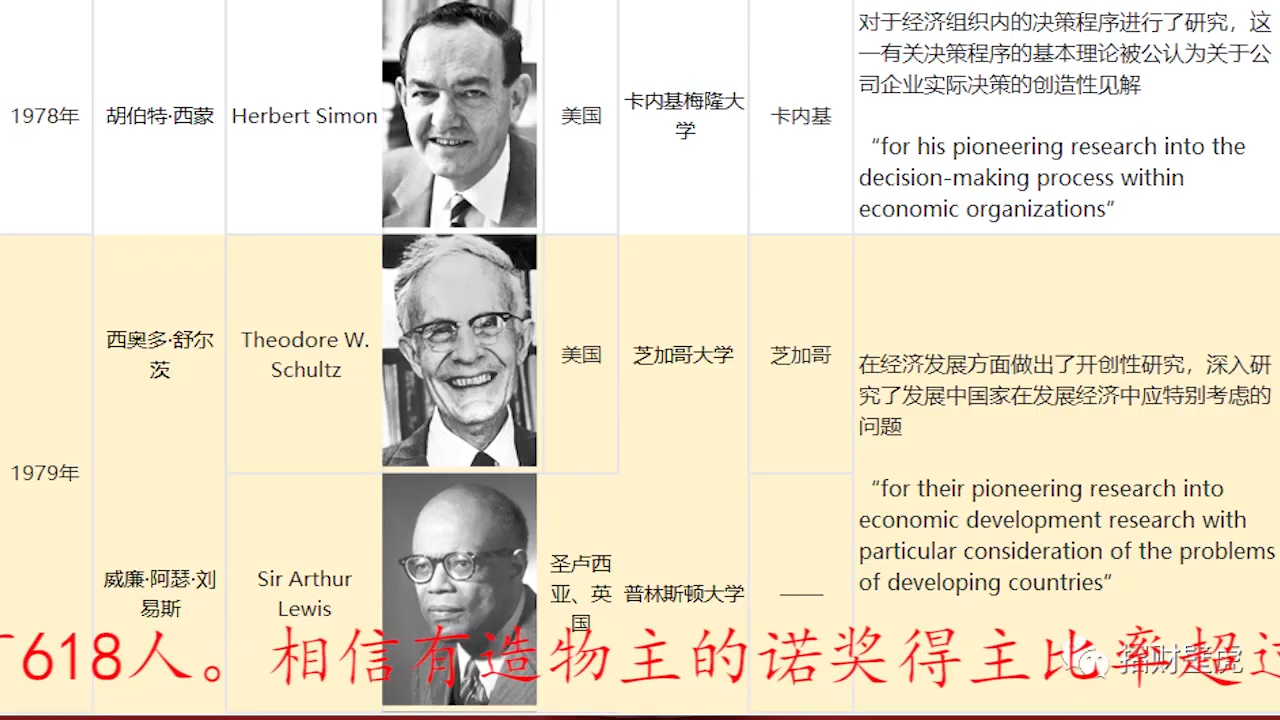 1978年
胡伯特·西蒙
Herbert Simon
美国
卡内基梅隆大
学
卡内基
对于经济组织内的决策程序进行了研究，这
一有关决策程序的基本理论被公认为关于公
司企业实际决策的创造性见解
“for his pioneering research into the
decision-making process within
economic organizations”
1979年
西奥多·舒尔
茨
Theodore W.
Schultz
美国
芝加哥大学
芝加哥
在经济发展方面做出了开创性研究，深入研
究了发展中国家在发展经济中应特别考虑的
问题
“for their pioneering research into
economic development research with
particular consideration of the problems
of developing countries”
威廉·阿瑟·刘
易斯
Sir Arthur
Lewis
圣卢西
亚、英
国
普林斯顿大学
——
618人。相信有造物主的诺奖得主比率超过